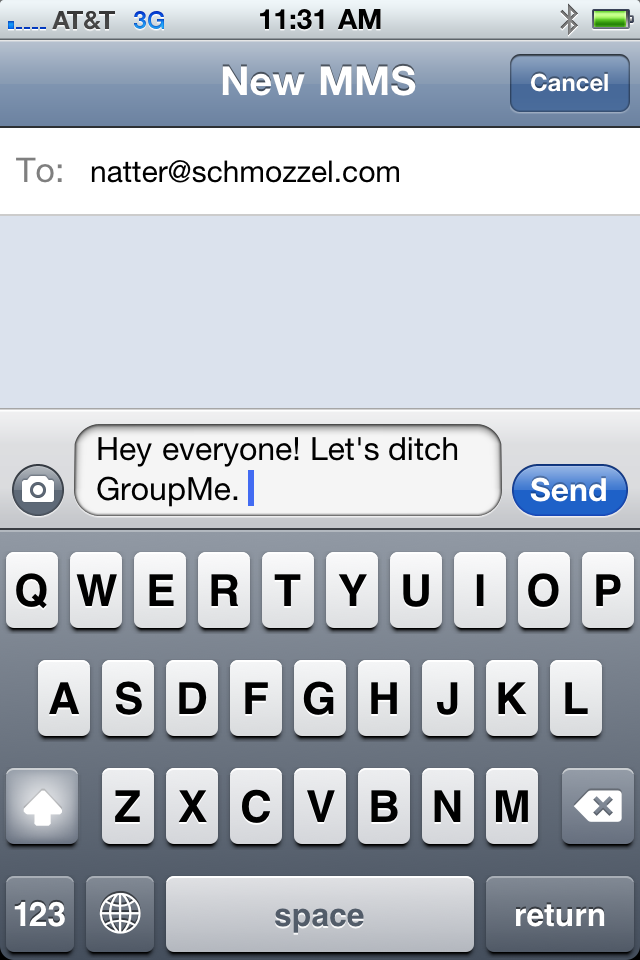 AT&T 3G 11:31 AM
New MMS Cancel
To: natter@schmozzel.com
Hey everyone! Let's ditch
GroupMe.
Send
Q W E R T Y U I O P
A S D F G H J K L
Z X C V B N M
123 space return